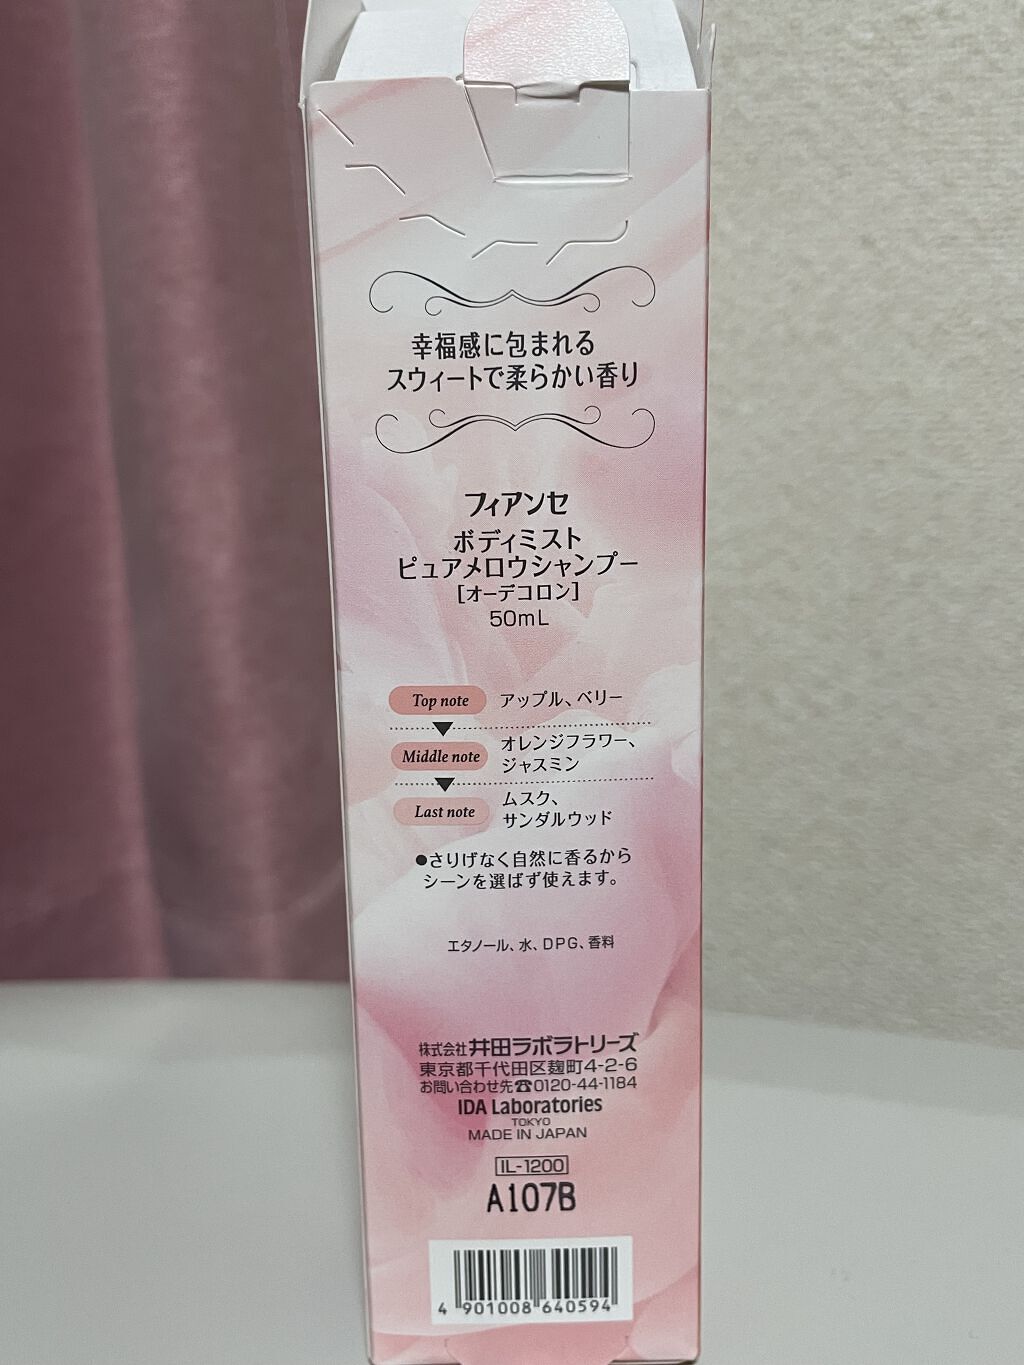 幸福感に包まれる
スウィートで柔らかい香り
フィアンセ
ボディミスト
ピュアメロウシャンプー
[オーデコロン]
50mL
Top note アップル、ベリー
Middle note オレンジフラワー、
ジャスミン
Last note ムスク、
サンダルウッド
●さりげなく自然に香るから
シーンを選ばず使えます。
エタノール、水、DPG、香料
株式会社井田ラボラトリーズ
東京都千代田区麹町4-2-6
お問い合わせ先☎0120-44-1184
IDA Laboratories
TOKYO
MADE IN JAPAN
IL-1200
A107B
4 901008 640594